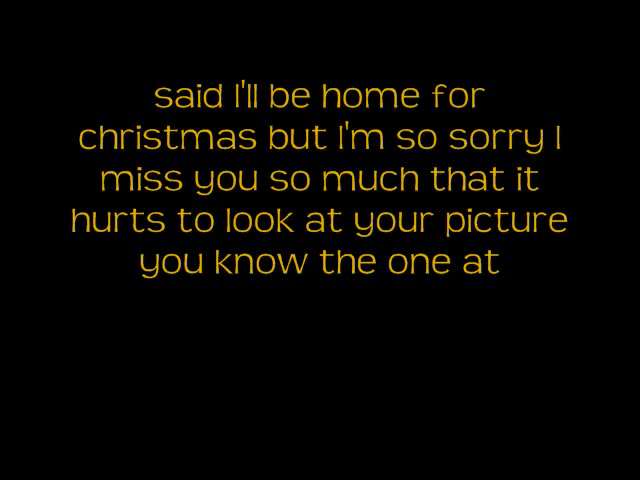 said I'll be home for
christmas but I'm so sorry I
miss you so much that it
hurts to look at your picture
you know the one at